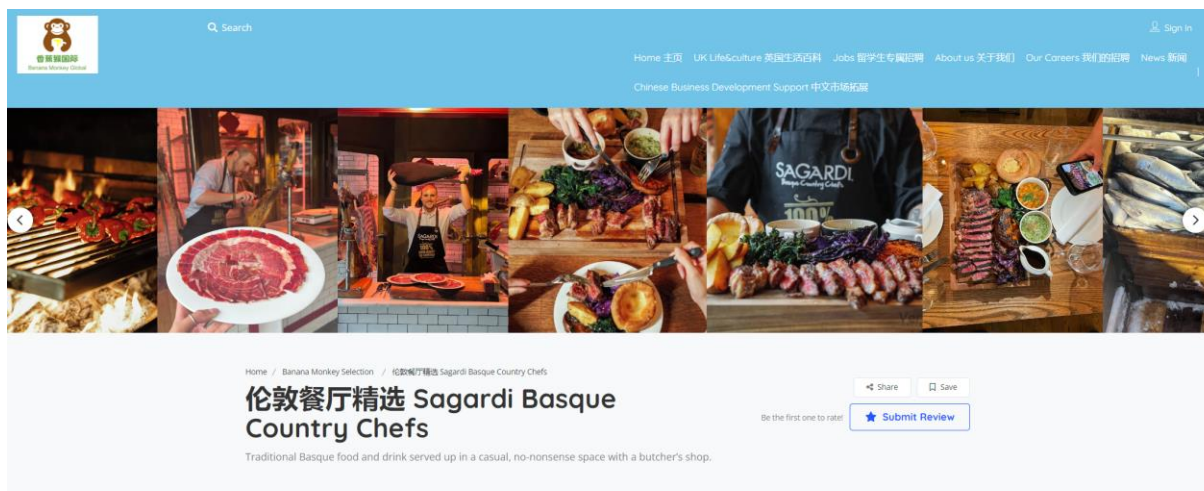 香蕉猴国际
Banana Monkey Global
Search
Sign In
Home 主页 UK Life&culture 英国生活百科 Jobs 留学生专属招聘 About us 关于我们 Our Careers 我们的招聘 News 新闻
Chinese Business Development Support 中文市场拓展
SAGARDI
SAGARDI.
Basque Country Chefs
100%
Home / Banana Monkey Selection / 伦敦餐厅精选 Sagardi Basque Country Chefs
伦敦餐厅精选 Sagardi Basque
Country Chefs
Traditional Basque food and drink served up in a casual, no-nonsense space with a butcher's shop.
Share
Save
Be the first one to rate!
Submit Review